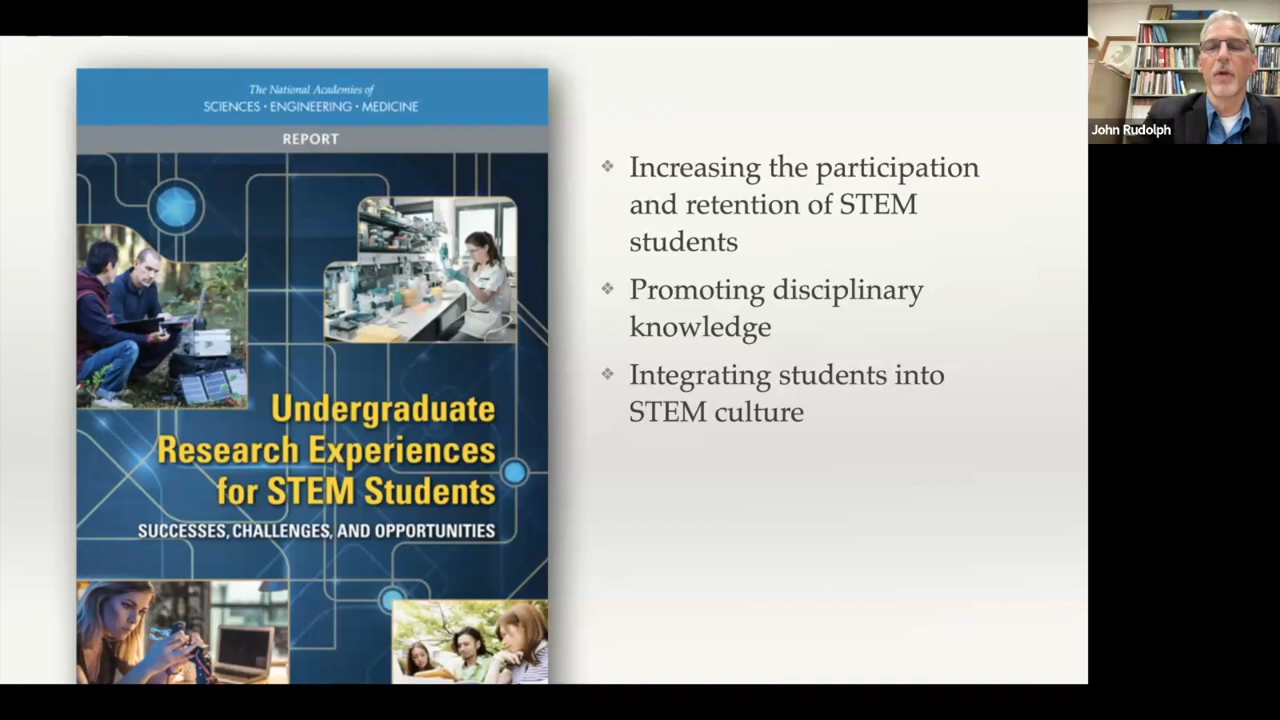 The National Academies of
SCIENCES • ENGINEERING • MEDICINE
REPORT
Undergraduate
Research Experiences
for STEM Students
SUCCESSES, CHALLENGES, AND OPPORTUNITIES
Increasing the participation
and retention of STEM
students
Promoting disciplinary
knowledge
Integrating students into
STEM culture
John Rudolph